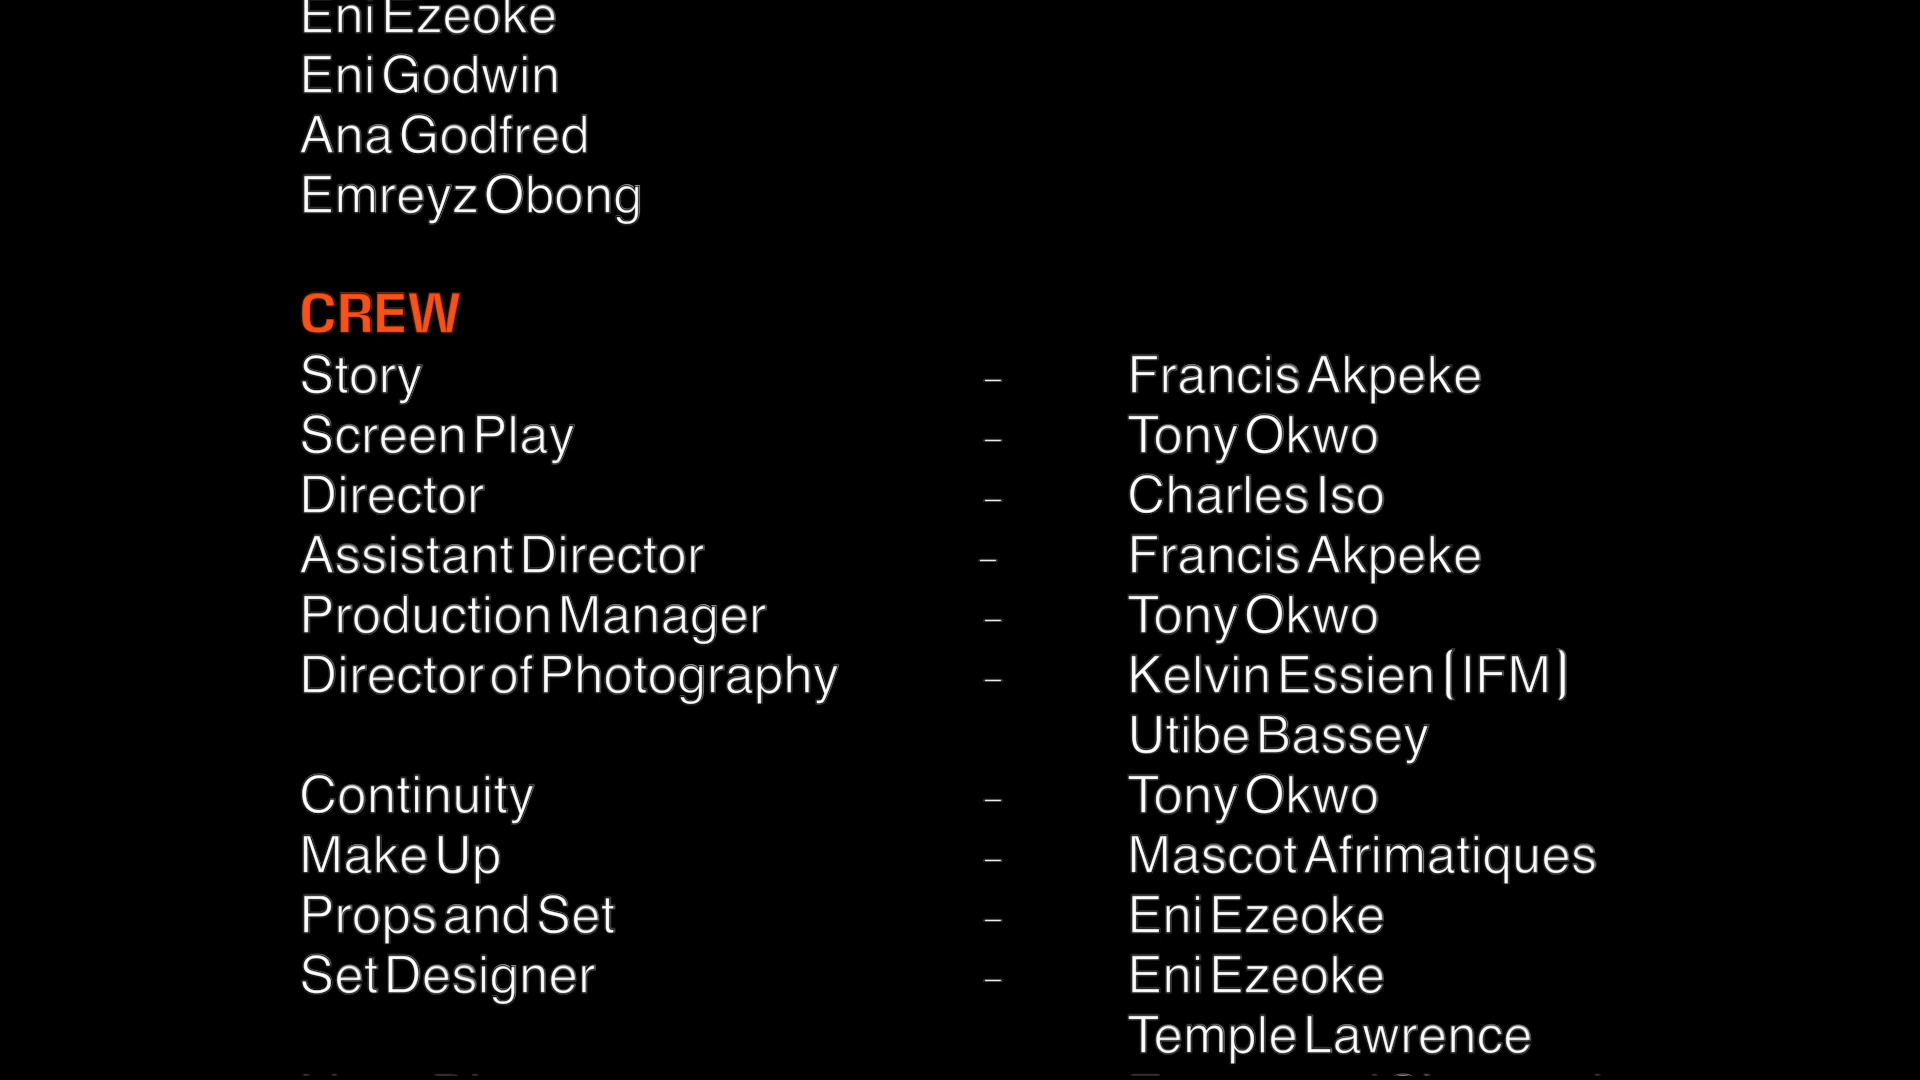 Eni Ezeoke
Eni Godwin
Ana Godfred
Emreyz Obong
CREW
Story – Francis Akpeke
Screen Play – Tony Okwo
Director – Charles Iso
Assistant Director – Francis Akpeke
Production Manager – Tony Okwo
Director of Photography – Kelvin Essien (IFM)
Utibe Bassey
Continuity – Tony Okwo
Make Up – Mascot Afrimatiques
Props and Set – Eni Ezeoke
Set Designer – Eni Ezeoke
Temple Lawrence